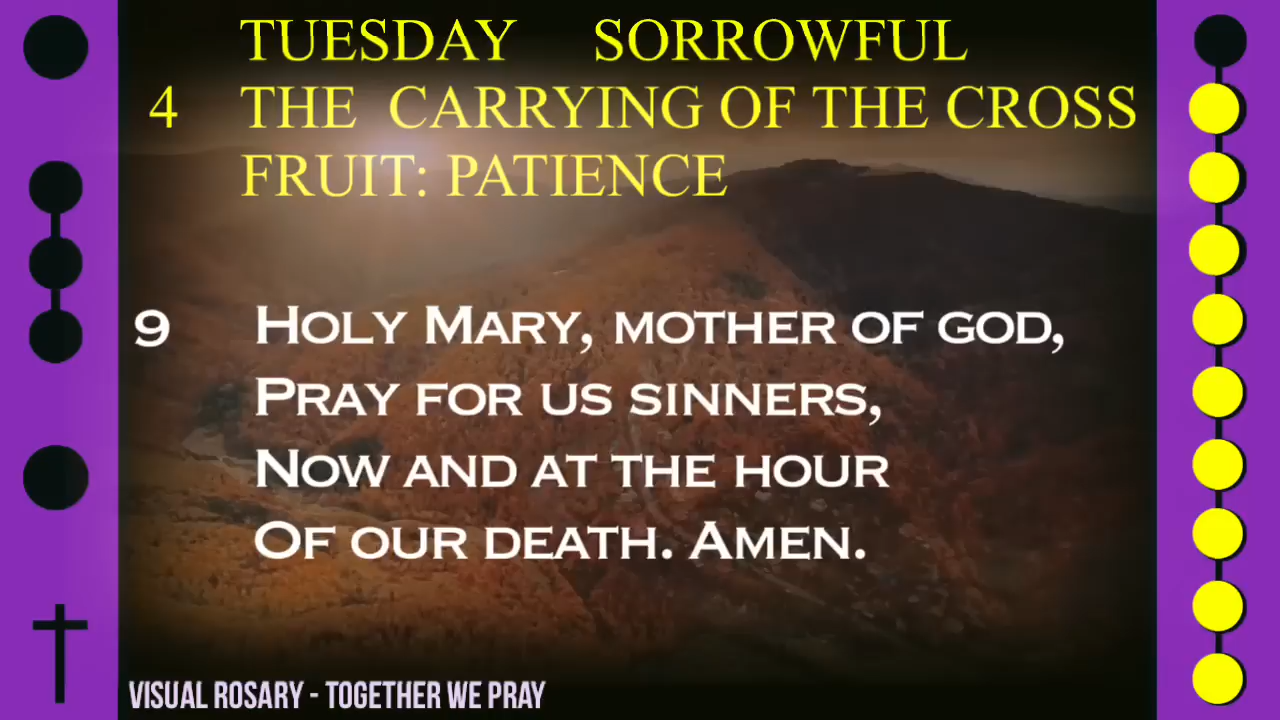 TUESDAY SORROWFUL
4 THE CARRYING OF THE CROSS
FRUIT: PATIENCE
9 HOLY MARY, MOTHER OF GOD,
PRAY FOR US SINNERS,
NOW AND AT THE HOUR
OF OUR DEATH. AMEN.
VISUAL ROSARY - TOGETHER WE PRAY